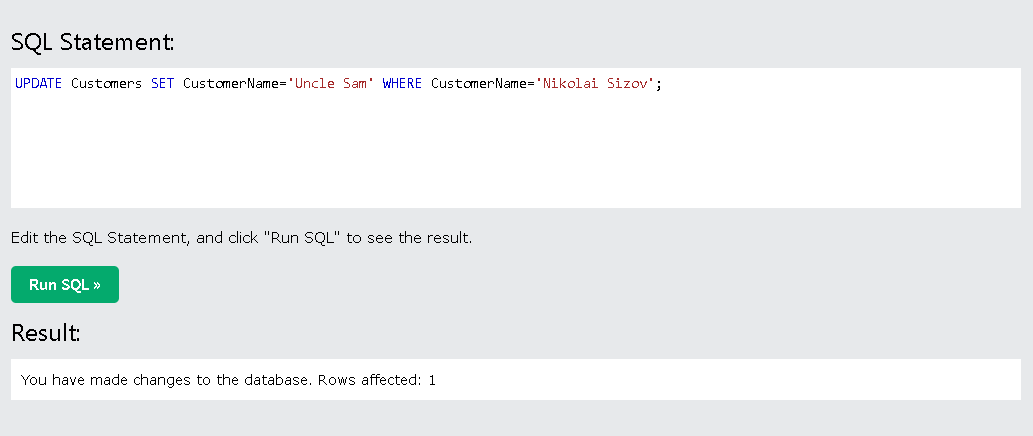 SQL Statement:
UPDATE Customers SET CustomerName='Uncle Sam' WHERE CustomerName='Nikolai Sizov';
Edit the SQL Statement, and click "Run SQL" to see the result.
Run SQL »
Result:
You have made changes to the database. Rows affected: 1